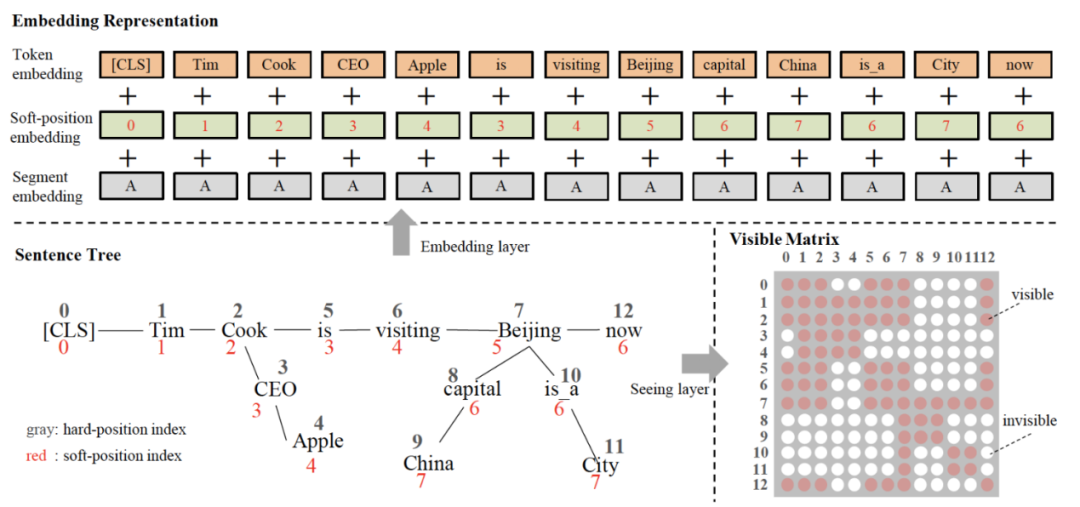 Embedding Representation
Token embedding [CLS] Tim Cook CEO Apple is visiting Beijing capital China is_a City now
+ + + + + + + + + + + + +
Soft-position embedding 0 1 2 3 4 3 4 5 6 7 6 7 6
+ + + + + + + + + + + + +
Segment embedding A A A A A A A A A A A A A
Embedding layer
Sentence Tree
0 1 2 5 6 7 12
[CLS] Tim Cook is visiting Beijing now
0 1 2 3 4 5 6
3 8 10
CEO capital is_a
3 6 6
4 9 11
Apple China City
4 7 7
gray: hard-position index
red : soft-position index
Seeing layer
Visible Matrix
0 1 2 3 4 5 6 7 8 9 10 11 12
0
1
2
3
4
5
6
7
8
9
10
11
12
visible
invisible